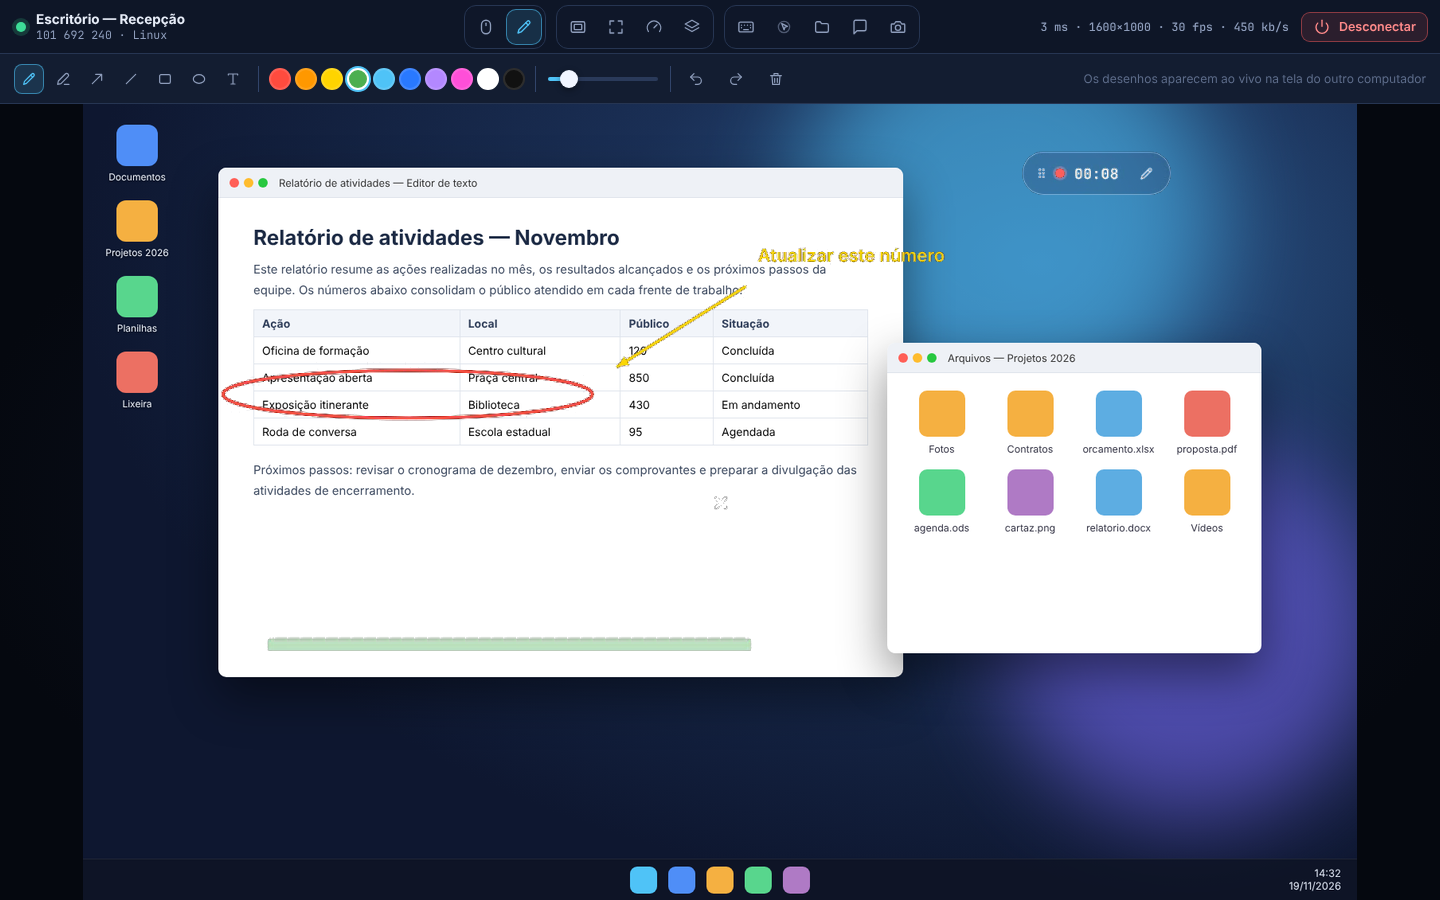 Escritório — Recepção
101 692 240 · Linux
3 ms · 1600×1000 · 30 fps · 450 kb/s
Desconectar
T
Os desenhos aparecem ao vivo na tela do outro computador
Documentos
Projetos 2026
Planilhas
Lixeira
Relatório de atividades — Editor de texto
00:08
Relatório de atividades — Novembro
Atualizar este número
Este relatório resume as ações realizadas no mês, os resultados alcançados e os próximos passos da
equipe. Os números abaixo consolidam o público atendido em cada frente de trabalho.
Ação Local Público Situação
Oficina de formação Centro cultural 120 Concluída
Apresentação aberta Praça central 850 Concluída
Exposição itinerante Biblioteca 430 Em andamento
Roda de conversa Escola estadual 95 Agendada
Próximos passos: revisar o cronograma de dezembro, enviar os comprovantes e preparar a divulgação das
atividades de encerramento.
Arquivos — Projetos 2026
Fotos Contratos orcamento.xlsx proposta.pdf
agenda.ods cartaz.png relatorio.docx Vídeos
14:32
19/11/2026